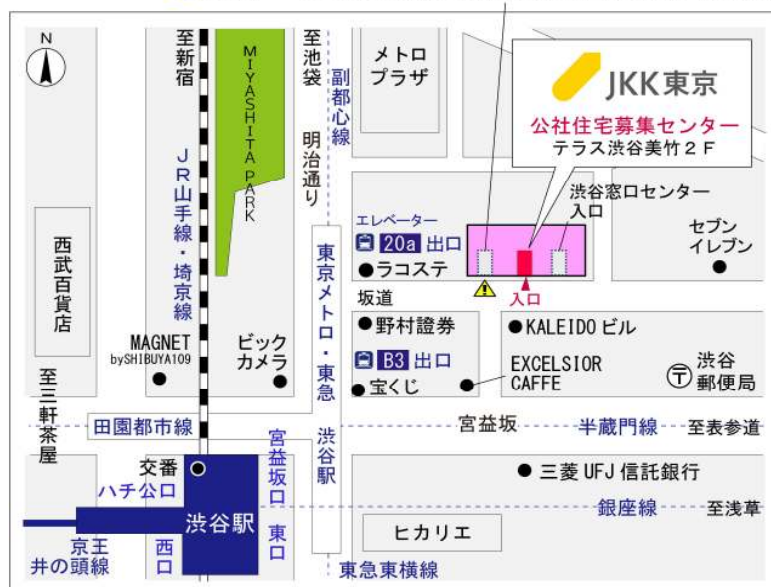 N
至新宿
MIYASHITA PARK
至池袋
副都心線
明治通り
メトロ
プラザ
JKK東京
公社住宅募集センター
テラス渋谷美竹2F
渋谷窓口センター
入口
JR山手線・埼京線
西武百貨店
エレベーター
20a 出口
ラコステ
入口
セブン
イレブン
東京メトロ・東急 渋谷駅
坂道
野村證券
KALEIDO ビル
MAGNET
bySHIBUYA109
ビック
カメラ
B3 出口
宝くじ
EXCELSIOR
CAFFE
〒
渋谷
郵便局
至三軒茶屋
田園都市線
宮益坂
半蔵門線
至表参道
交番
ハチ公口
宮益坂口
三菱 UFJ 信託銀行
渋谷駅
銀座線
至浅草
京王
井の頭線
西口
東口
ヒカリエ
東急東横線